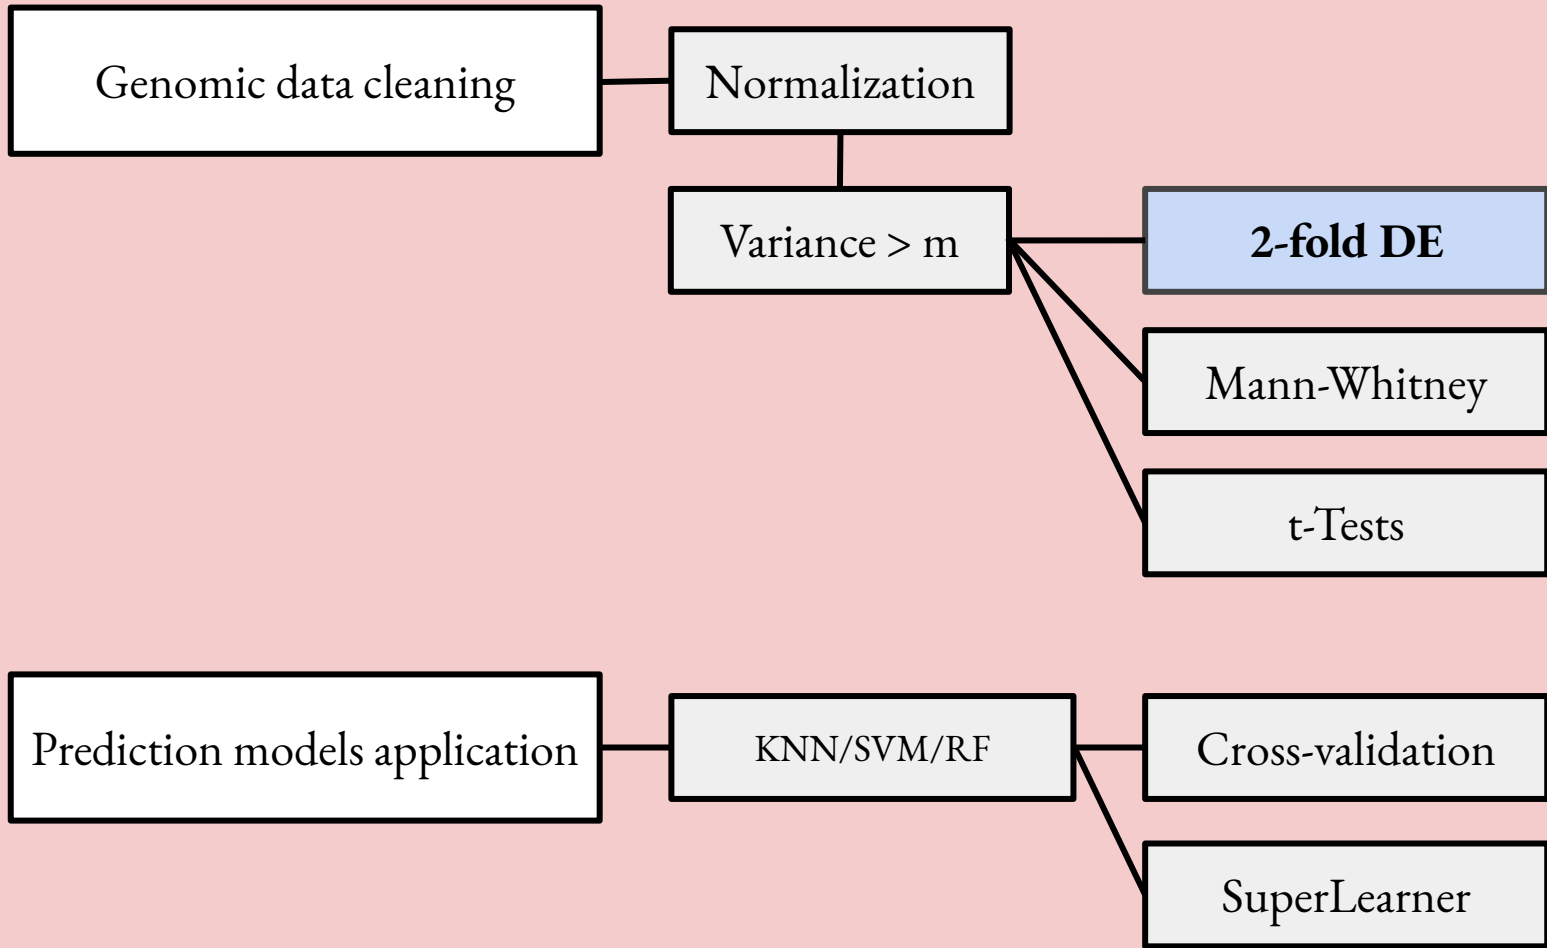 Genomic data cleaning
Normalization
Variance > m
2-fold DE
Mann-Whitney
t-Tests
Prediction models application
KNN/SVM/RF
Cross-validation
SuperLearner